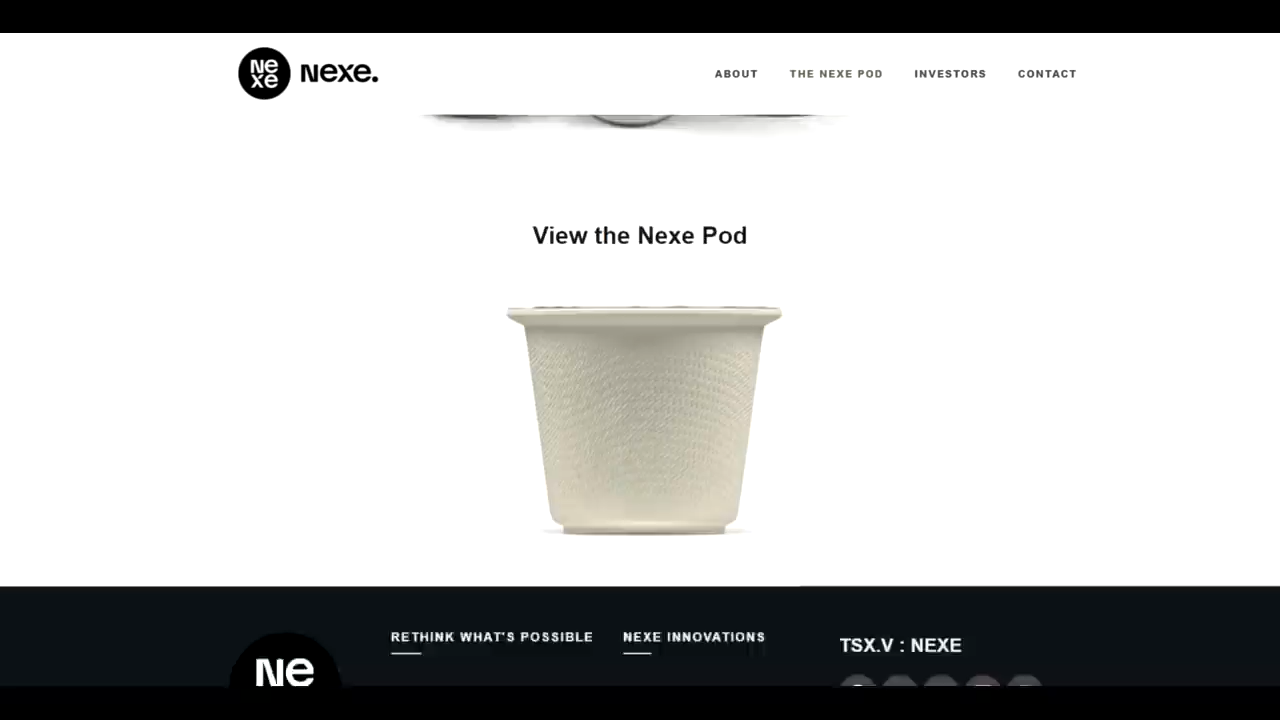 Ne
xe
Nexe.
ABOUT
THE NEXE POD
INVESTORS
CONTACT
View the Nexe Pod
RETHINK WHAT'S POSSIBLE
NEXE INNOVATIONS
TSX.V : NEXE
Ne